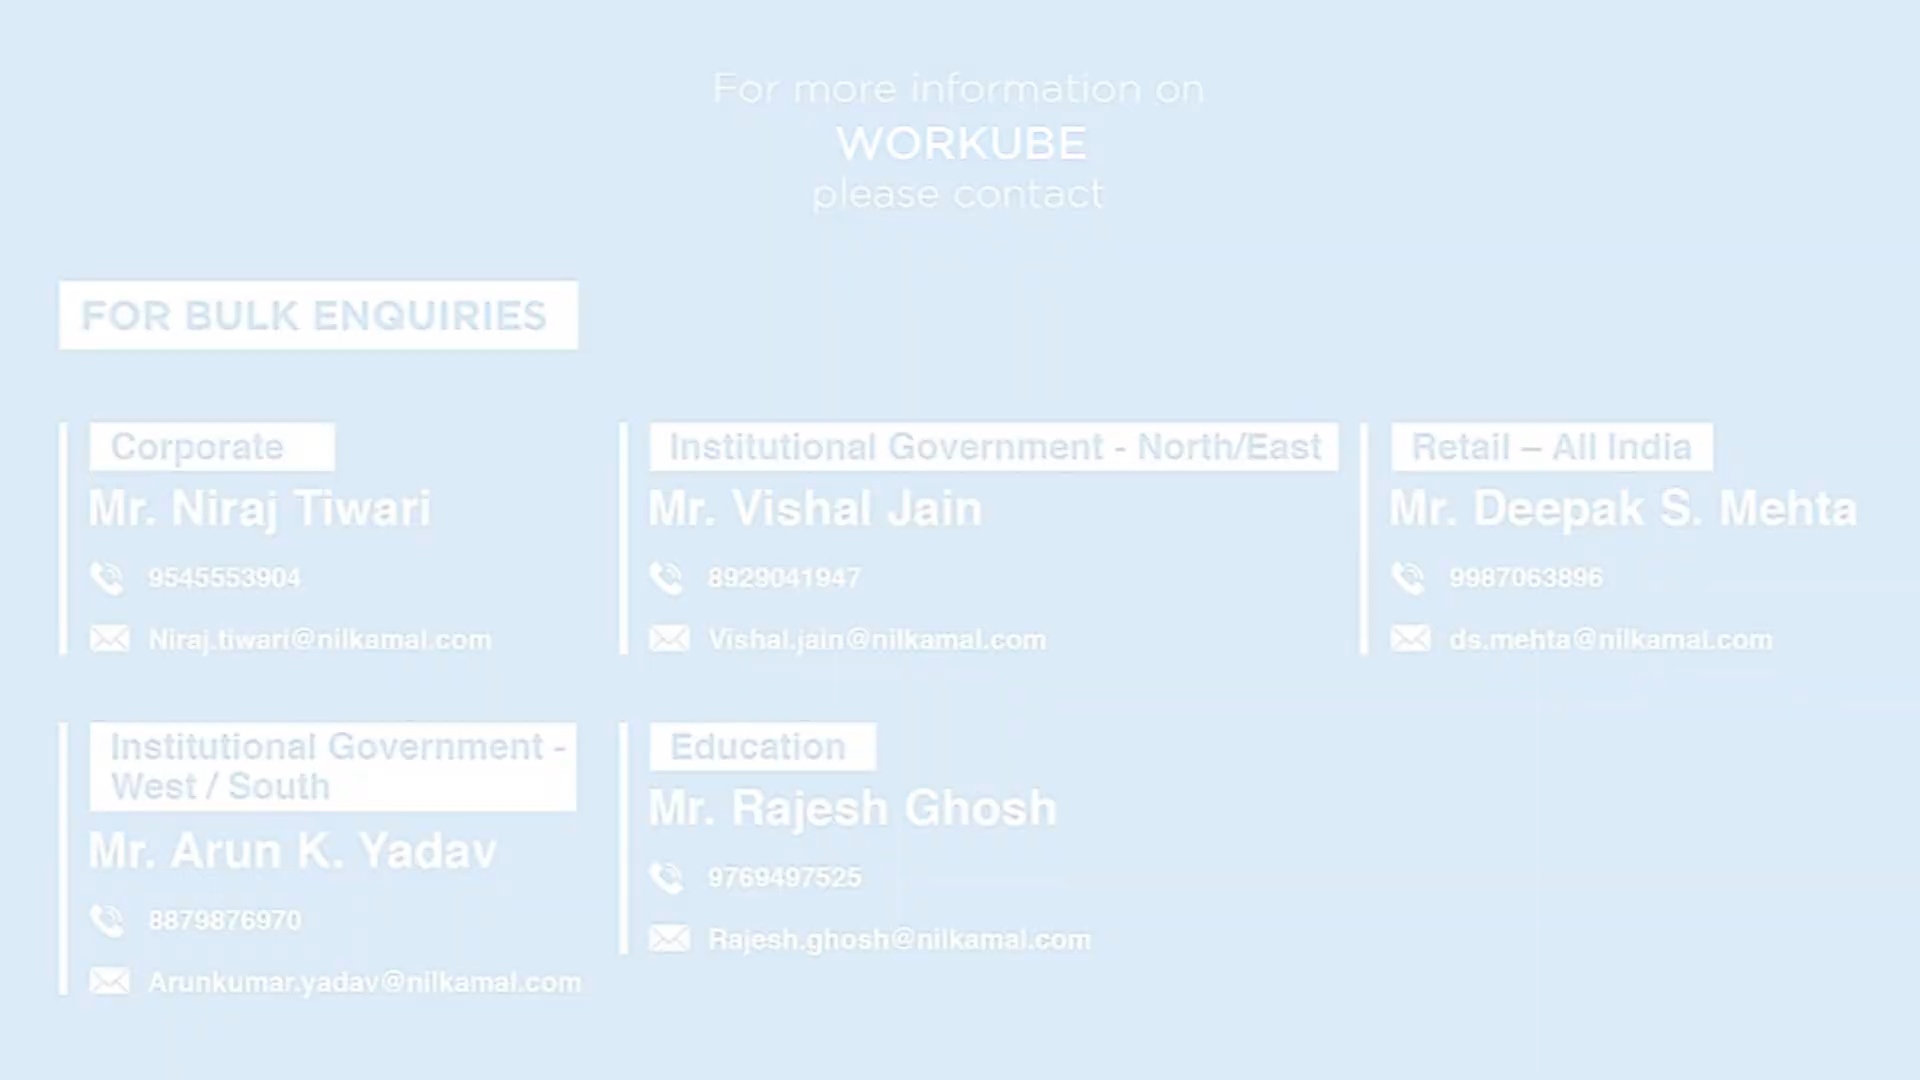 For more information on
WORKUBE
please contact
FOR BULK ENQUIRIES
Corporate
Mr. Niraj Tiwari
9545553904
Niraj.tiwari@nilkamal.com
Institutional Government - North/East
Mr. Vishal Jain
8929041947
Vishal.jain@nilkamal.com
Retail – All India
Mr. Deepak S. Mehta
9987063896
ds.mehta@nilkamal.com
Institutional Government -
West / South
Mr. Arun K. Yadav
8879876970
Arunkumar.yadav@nilkamal.com
Education
Mr. Rajesh Ghosh
9769497525
Rajesh.ghosh@nilkamal.com